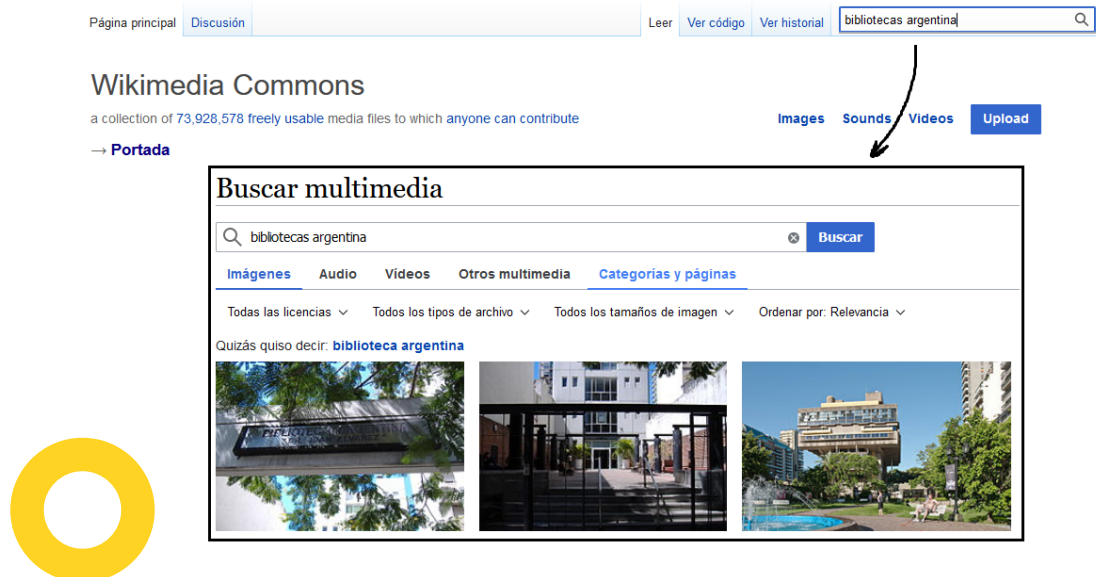 Página principal Discusión Leer Ver código Ver historial bibliotecas argentina
Wikimedia Commons
a collection of 73,928,578 freely usable media files to which anyone can contribute
Images Sounds Videos Upload
→ Portada
Buscar multimedia
bibliotecas argentina Buscar
Imágenes Audio Vídeos Otros multimedia Categorías y páginas
Todas las licencias Todos los tipos de archivo Todos los tamaños de imagen Ordenar por: Relevancia
Quizás quiso decir: biblioteca argentina